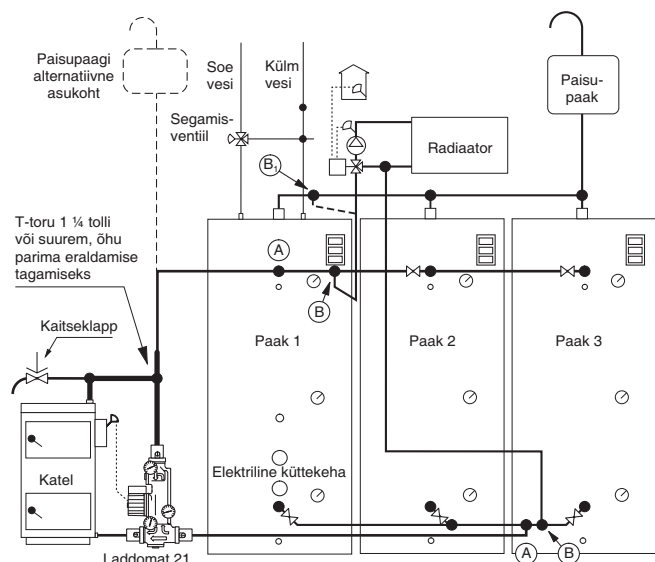 Paisupaagi
alternatiivne
asukoht
Soe
vesi
Külm
vesi
Segamis-
ventiil
Paisu-
paak
Radiaator
B1
T-toru 1 ¼ tolli
või suurem, õhu
parima eraldamise
tagamiseks
A
B
Kaitseklapp
Paak 1
Paak 2
Paak 3
Katel
Elektriline küttekeha
Laddomat 21
A
B